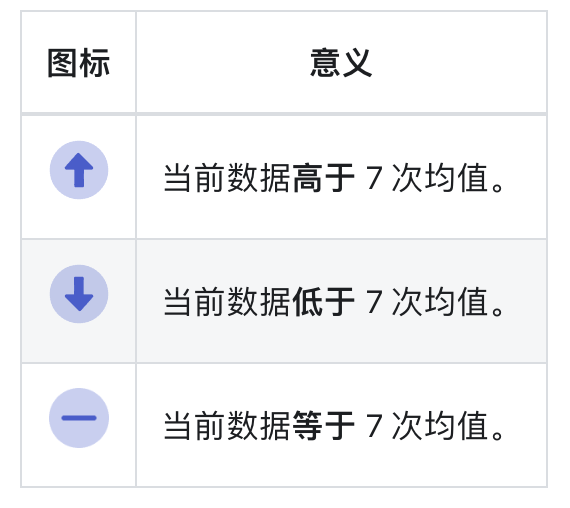 图标 意义
当前数据高于 7 次均值。
当前数据低于 7 次均值。
当前数据等于 7 次均值。